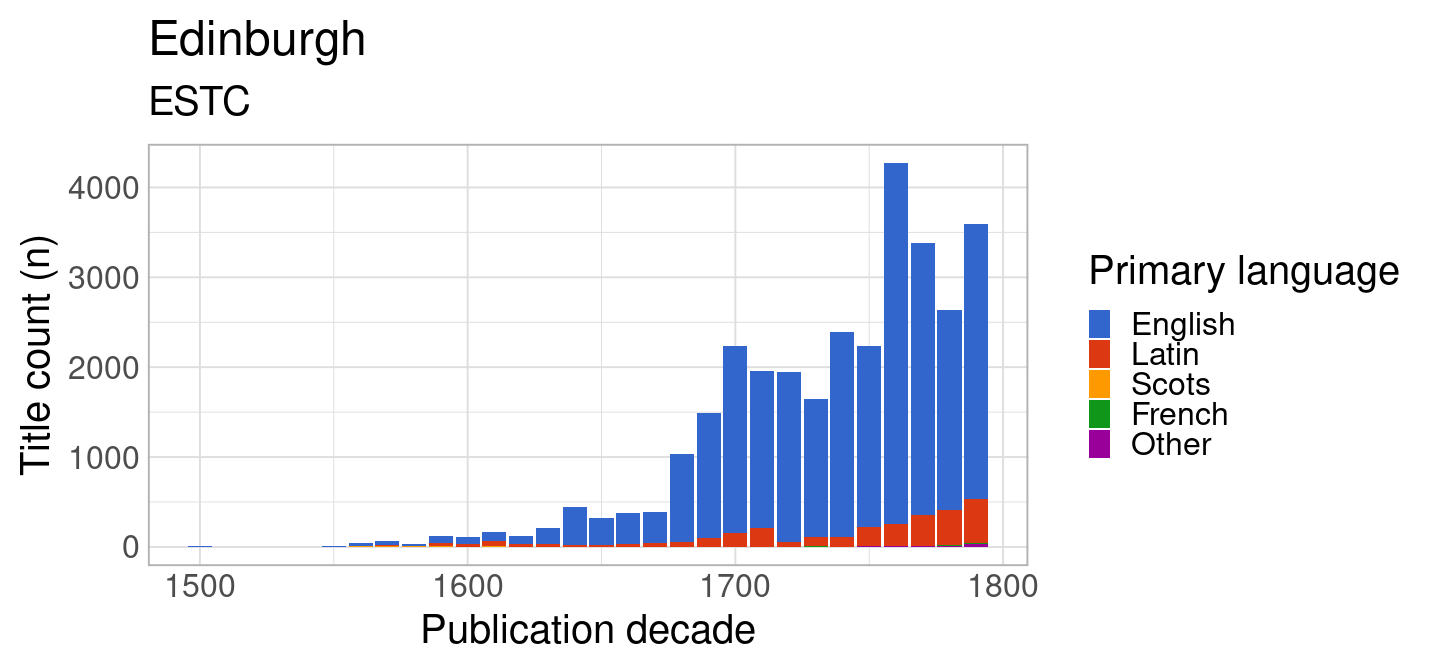 Edinburgh
ESTC
4000
3000
2000
1000
0
Title count (n)
1500 1600 1700 1800
Publication decade
Primary language
English
Latin
Scots
French
Other